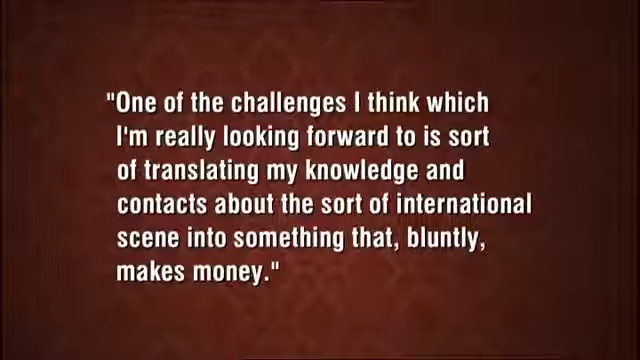 "One of the challenges I think which
I'm really looking forward to is sort
of translating my knowledge and
contacts about the sort of international
scene into something that, bluntly,
makes money."